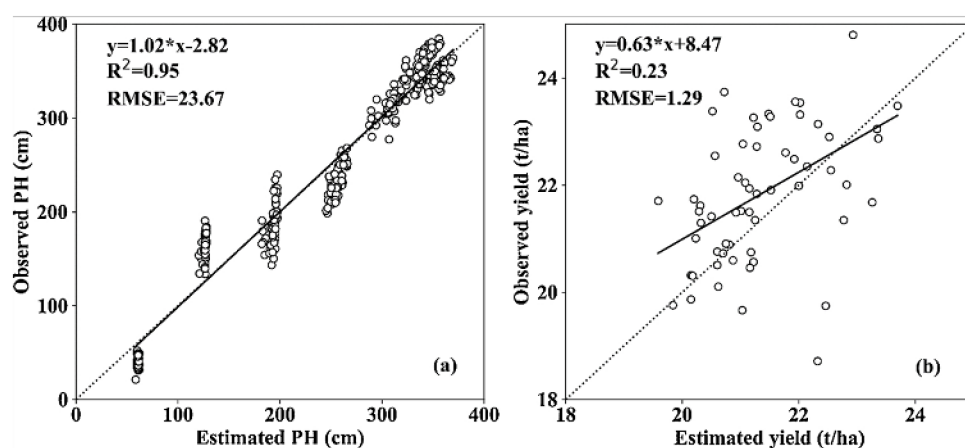 400
300
200
100
0
Observed PH (cm)
y=1.02*x-2.82
R²=0.95
RMSE=23.67
(a)
0 100 200 300 400
Estimated PH (cm)
24
22
20
18
Observed yield (t/ha)
y=0.63*x+8.47
R²=0.23
RMSE=1.29
(b)
18 20 22 24
Estimated yield (t/ha)